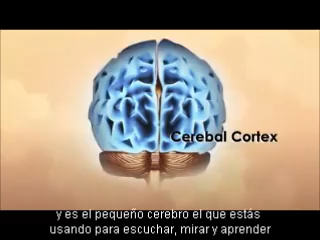 Cerebal Cortex
y es el pequeño cerebro el que estás
usando para escuchar, mirar y aprender